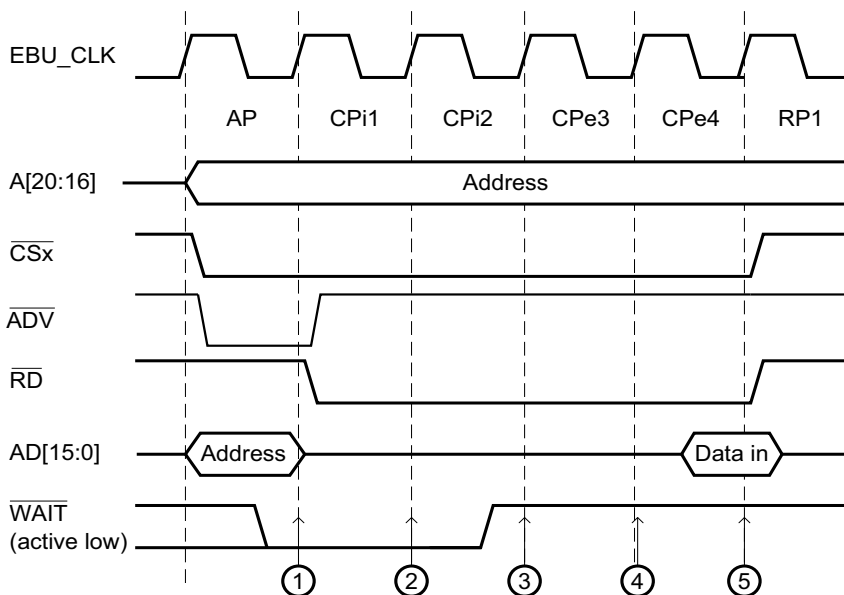 EBU_CLK
AP CPi1 CPi2 CPe3 CPe4 RP1
A[20:16] Address
CSx
ADV
RD
AD[15:0] Address Data in
WAIT
(active low)
1 2 3 4 5